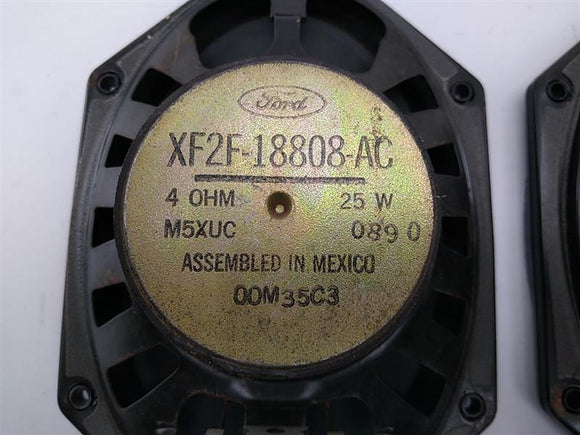 Ford
XF2F-18808-AC
4 OHM 25 W
M5XUC 0890
ASSEMBLED IN MEXICO
00M35C3